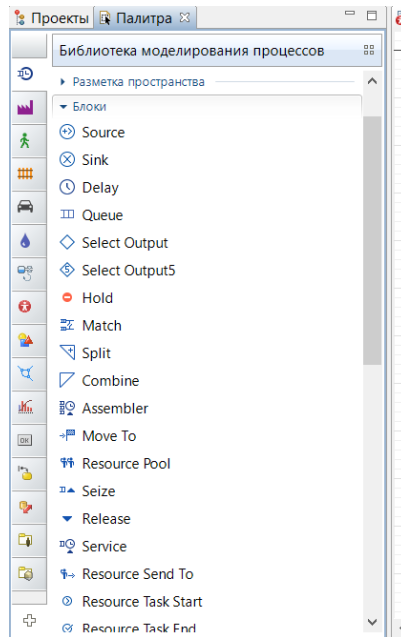 Проекты Палитра
Библиотека моделирования процессов
Разметка пространства
Блоки
Source
Sink
Delay
Queue
Select Output
Select Output5
Hold
Match
Split
Combine
Assembler
Move To
Resource Pool
Seize
Release
Service
Resource Send To
Resource Task Start
Resource Task End